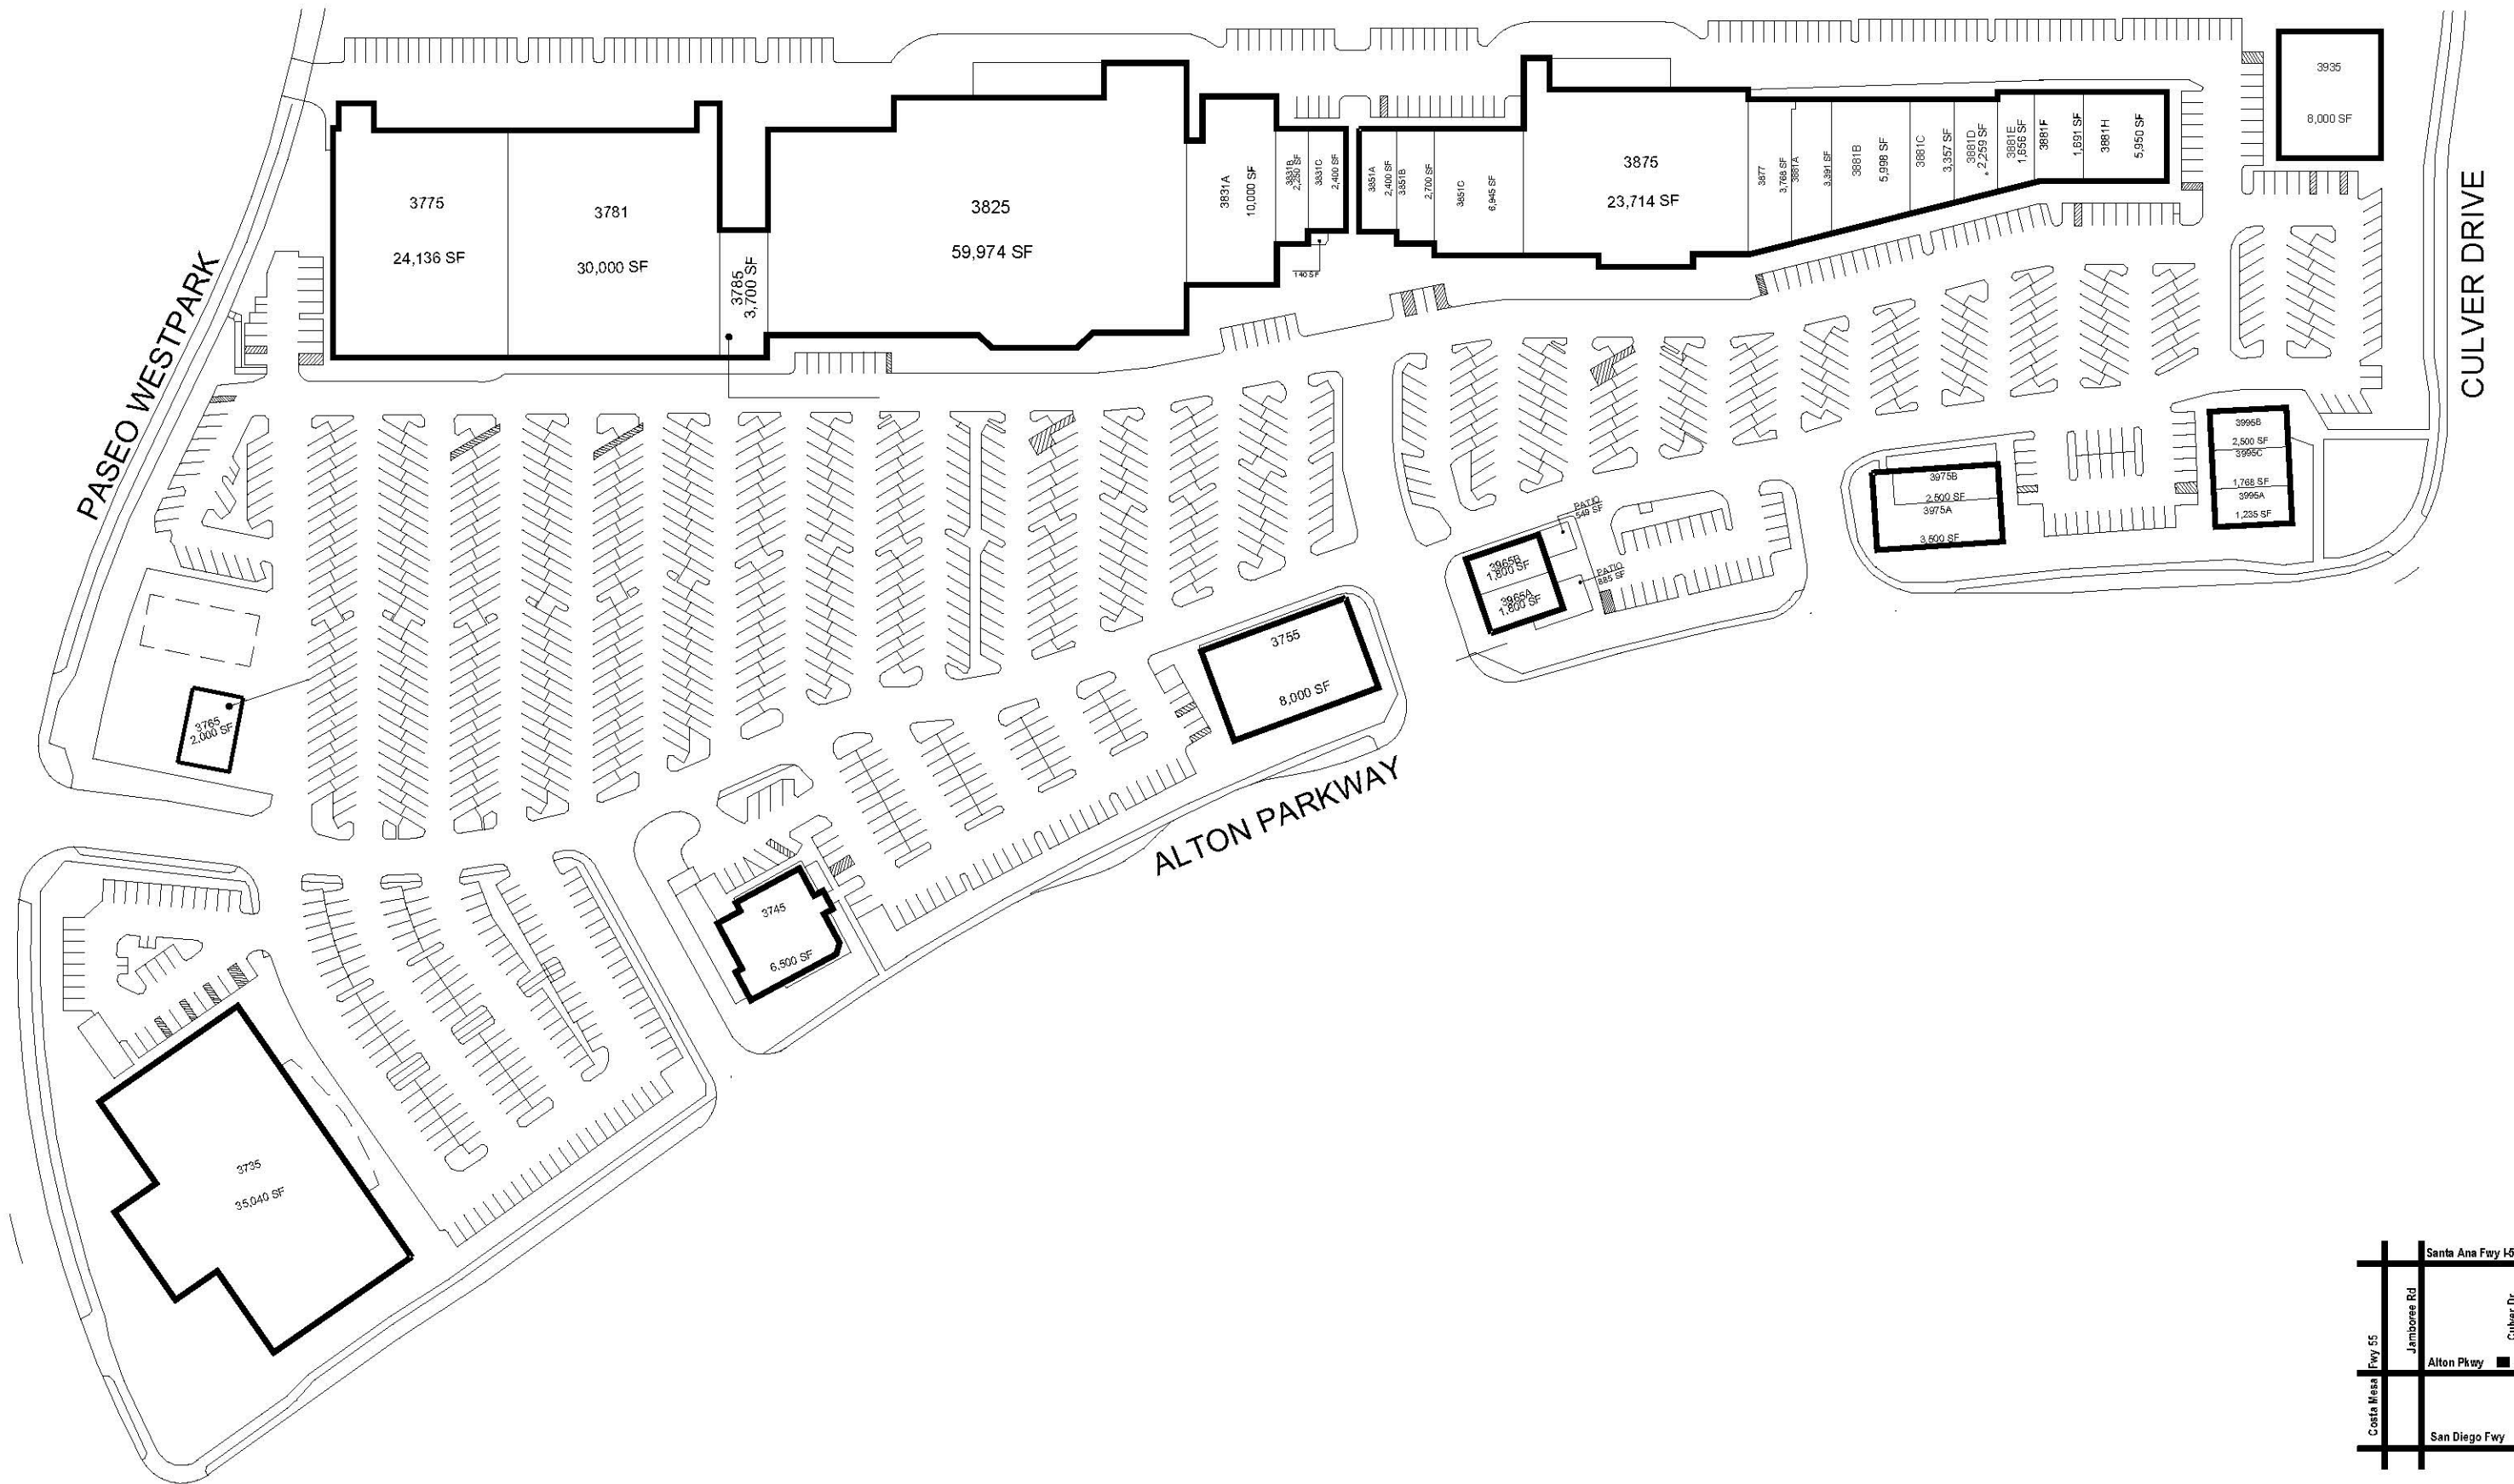 3935
8,000 SF
3775
24,136 SF
3781
30,000 SF
3785
3,700 SF
3825
59,974 SF
3831A
10,000 SF
3831B
2,250 SF
3831C
2,400 SF
140 SF
3851A
2,400 SF
3851B
2,700 SF
3851C
6,945 SF
3875
23,714 SF
3877
3,768 SF
3881A
3,391 SF
3881B
5,998 SF
3881C
3,357 SF
3881D
2,259 SF
3881E
1,656 SF
3881F
1,691 SF
3881H
5,950 SF
PASEO WESTPARK
CULVER DRIVE
3995B
2,500 SF
3995C
1,768 SF
3995A
1,235 SF
3975B
2,500 SF
3975A
3,500 SF
PATIO
549 SF
3965B
1,800 SF
PATIO
885 SF
3965A
1,800 SF
3755
8,000 SF
3765
2,000 SF
ALTON PARKWAY
3745
6,500 SF
3735
35,040 SF
Santa Ana Fwy I-5
Jamboree Rd
Culver Dr
Costa Mesa Fwy 55
Alton Pkwy
San Diego Fwy